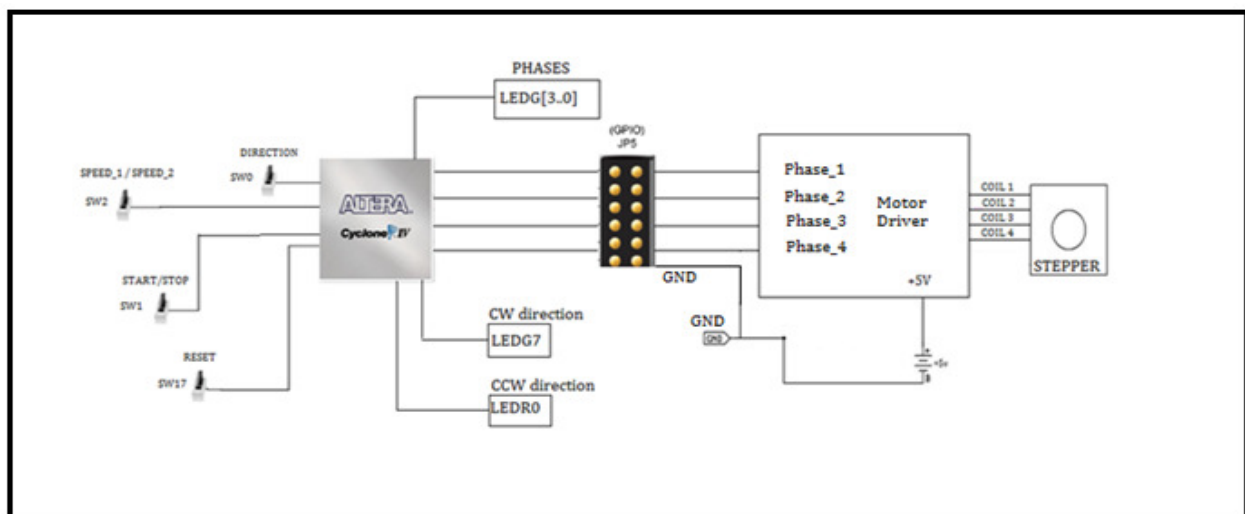 PHASES
LEDG[3..0]
(GPIO)
JP5
DIRECTION
SW0
SPEED_1 / SPEED_2
SW2
ALTERA
Cyclone IV
START/STOP
SW1
RESET
SW17
Phase_1
Phase_2
Phase_3
Phase_4
Motor
Driver
+5V
COIL 1
COIL 2
COIL 3
COIL 4
STEPPER
GND
CW direction
LEDG7
GND
GND
+
+5v
CCW direction
LEDR0